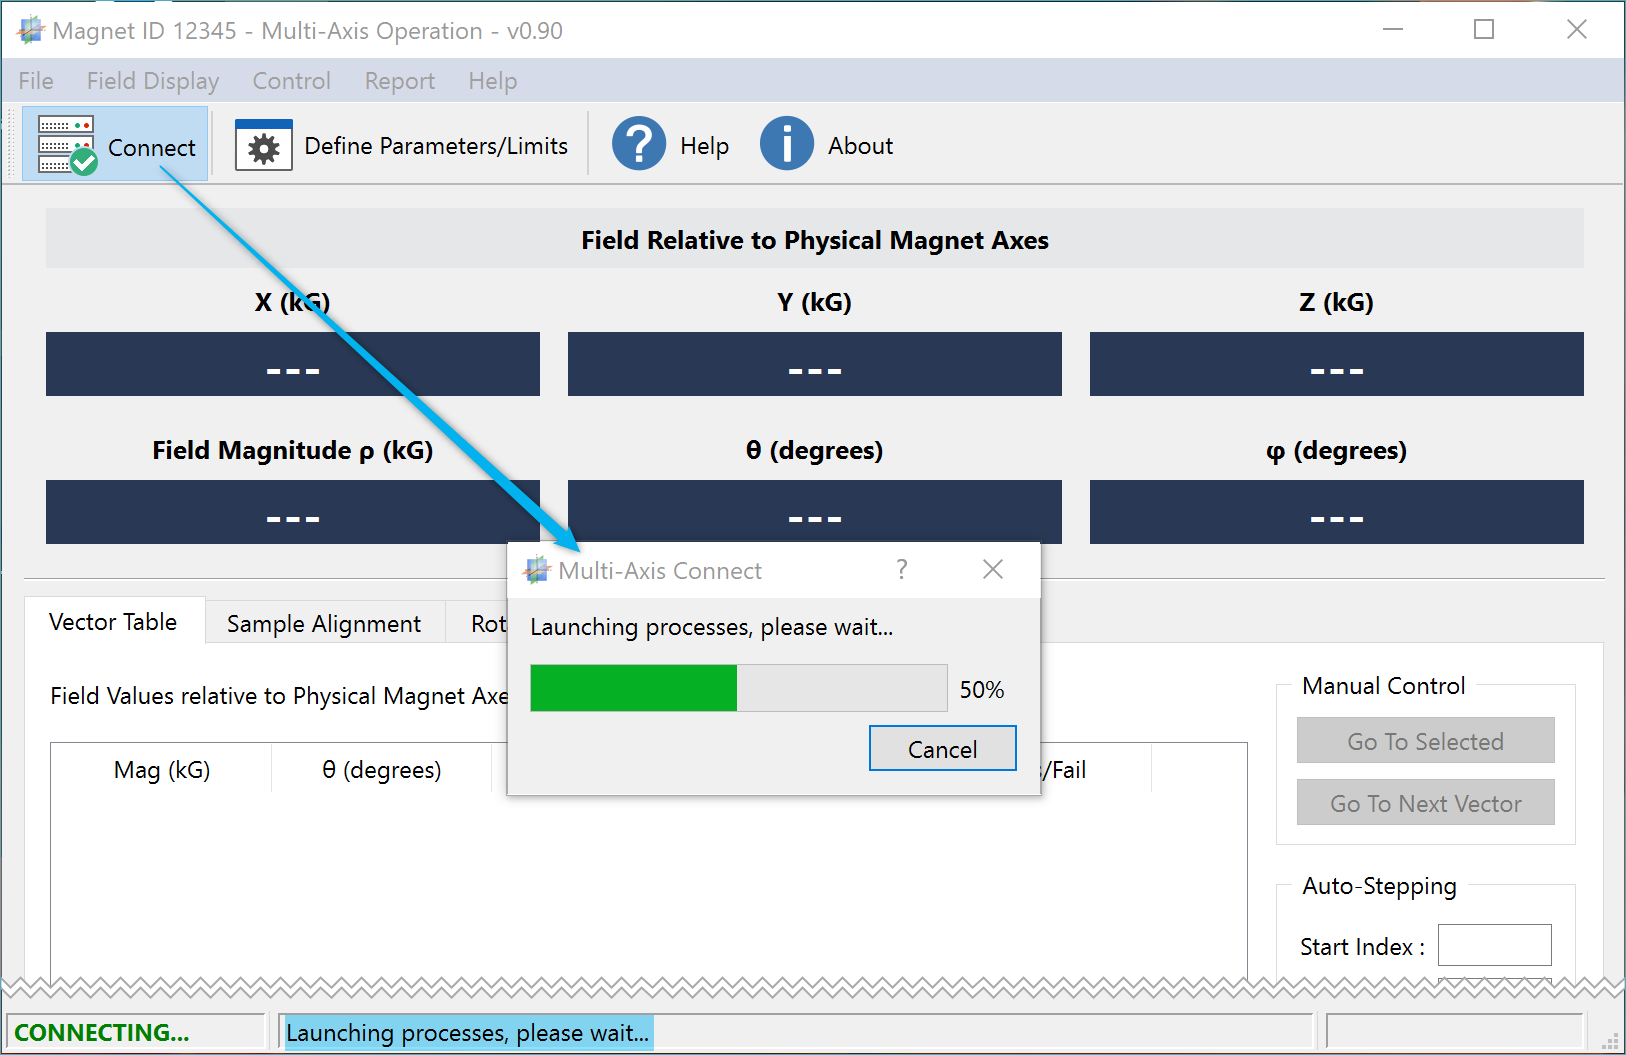 Magnet ID 12345 - Multi-Axis Operation - v0.90
File Field Display Control Report Help
Connect Define Parameters/Limits Help About
Field Relative to Physical Magnet Axes
X (kG) Y (kG) Z (kG)
--- --- ---
Field Magnitude ρ (kG) θ (degrees) φ (degrees)
--- --- ---
Multi-Axis Connect
Launching processes, please wait...
50%
Cancel
Vector Table Sample Alignment Rot
Field Values relative to Physical Magnet Axe
Mag (kG) θ (degrees) /Fail
Manual Control
Go To Selected
Go To Next Vector
Auto-Stepping
Start Index :
CONNECTING... Launching processes, please wait...